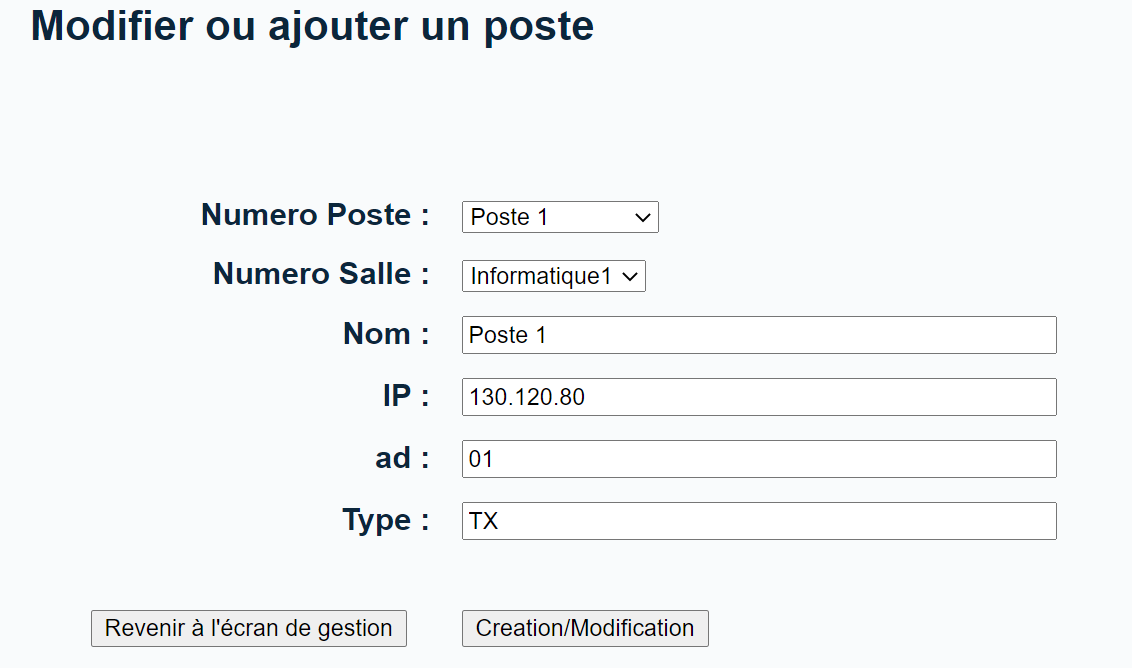 Modifier ou ajouter un poste
Numero Poste : Poste 1
Numero Salle : Informatique1
Nom : Poste 1
IP : 130.120.80
ad : 01
Type : TX
Revenir à l'écran de gestion Creation/Modification